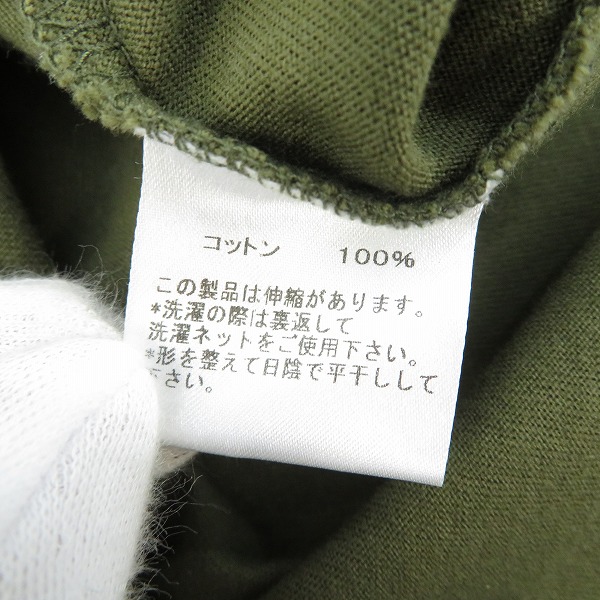 コットン 100%
この製品は伸縮があります。
*洗濯の際は裏返して
洗濯ネットをご使用下さい。
*形を整えて日陰で平干しして
下さい。